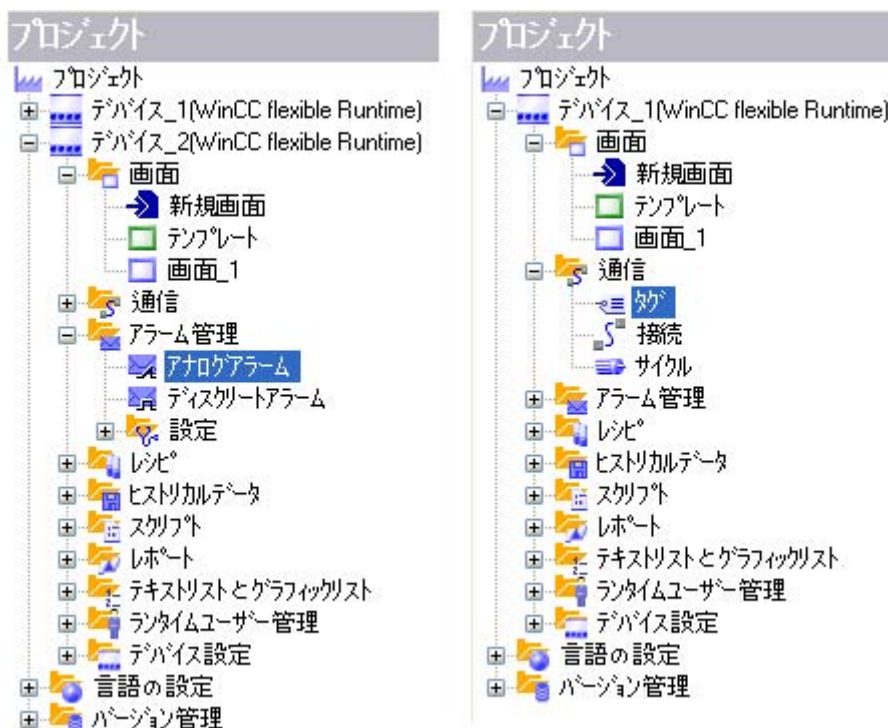 プロジェクト
プロジェクト
デバイス_1(WinCC flexible Runtime)
デバイス_2(WinCC flexible Runtime)
画面
新規画面
テンプレート
画面_1
通信
アラーム管理
アナログアラーム
ディスクリートアラーム
設定
レシピ
ヒストリカルデータ
スクリプト
レポート
テキストリストとグラフィックリスト
ランタイムユーザー管理
デバイス設定
言語の設定
バージョン管理
プロジェクト
プロジェクト
デバイス_1(WinCC flexible Runtime)
画面
新規画面
テンプレート
画面_1
通信
タグ
接続
サイクル
アラーム管理
レシピ
ヒストリカルデータ
スクリプト
レポート
テキストリストとグラフィックリスト
ランタイムユーザー管理
デバイス設定
言語の設定
バージョン管理